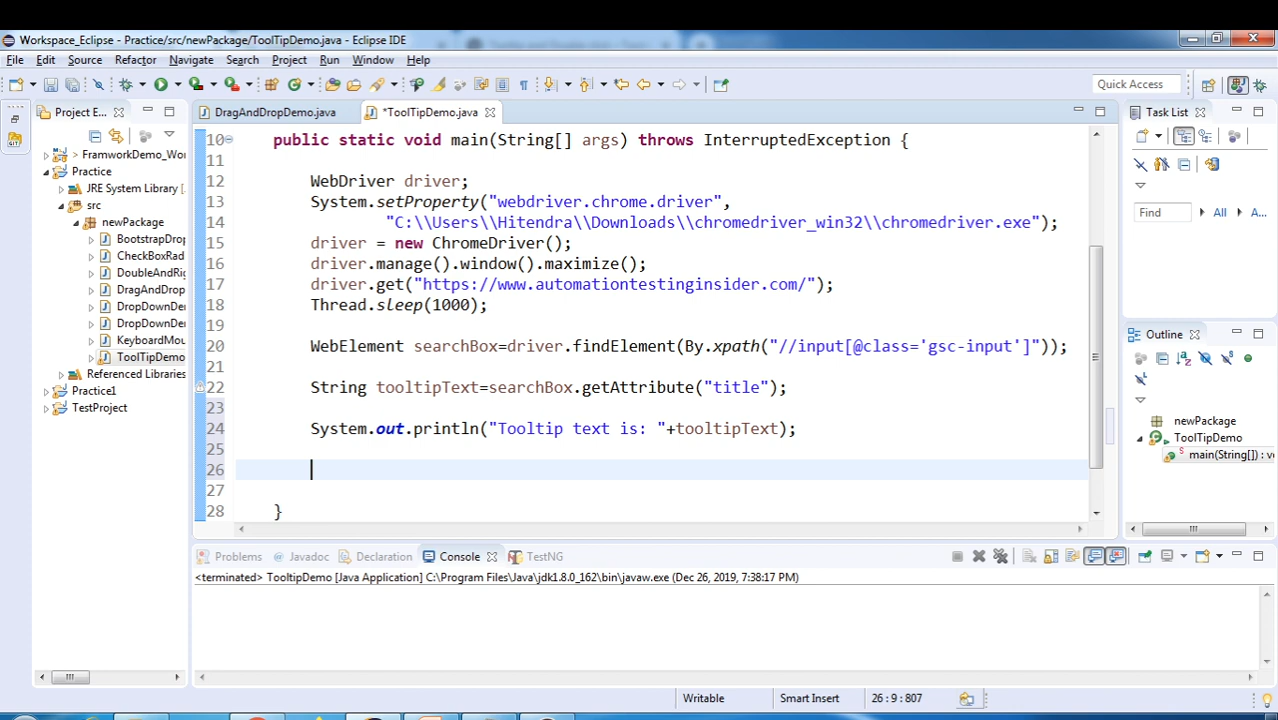 Workspace_Eclipse - Practice/src/newPackage/ToolTipDemo.java - Eclipse IDE
File Edit Source Refactor Navigate Search Project Run Window Help
Quick Access
Project E...
DragAndDropDemo.java
*ToolTipDemo.java
Task List
> FramworkDemo_Wo
Practice
JRE System Library [.
src
newPackage
BootstrapDrop
CheckBoxRad
DoubleAndRig
DragAndDrop
DropDownDe
DropDownDe
KeyboardMou
ToolTipDemo
Referenced Libraries
Practice1
TestProject
10 public static void main(String[] args) throws InterruptedException {
11
12 WebDriver driver;
13 System.setProperty("webdriver.chrome.driver",
14 "C:\\Users\\Hitendra\\Downloads\\chromedriver_win32\\chromedriver.exe");
15 driver = new ChromeDriver();
16 driver.manage().window().maximize();
17 driver.get("https://www.automationtestinginsider.com/");
18 Thread.sleep(1000);
19
20 WebElement searchBox=driver.findElement(By.xpath("//input[@class='gsc-input']"));
21
22 String tooltipText=searchBox.getAttribute("title");
23
24 System.out.println("Tooltip text is: "+tooltipText);
25
26
27
28 }
Find All A...
Outline
newPackage
ToolTipDemo
main(String[]) : v
Problems Javadoc Declaration Console TestNG
<terminated> TooltipDemo [Java Application] C:\Program Files\Java\jdk1.8.0_162\bin\javaw.exe (Dec 26, 2019, 7:38:17 PM)
Writable Smart Insert 26 : 9 : 807